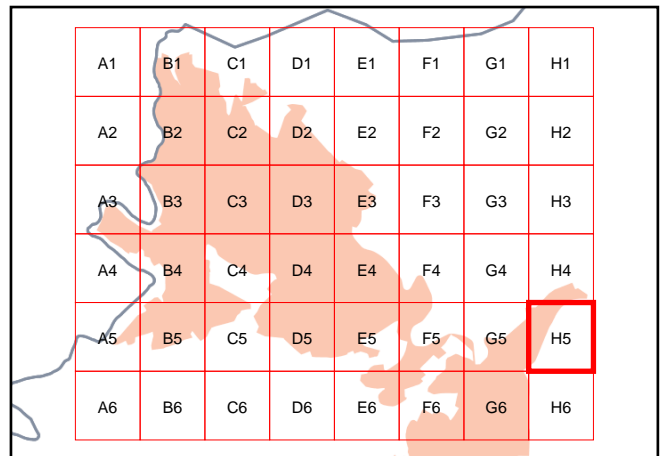 A1 B1 C1 D1 E1 F1 G1 H1
A2 B2 C2 D2 E2 F2 G2 H2
A3 B3 C3 D3 E3 F3 G3 H3
A4 B4 C4 D4 E4 F4 G4 H4
A5 B5 C5 D5 E5 F5 G5 H5
A6 B6 C6 D6 E6 F6 G6 H6